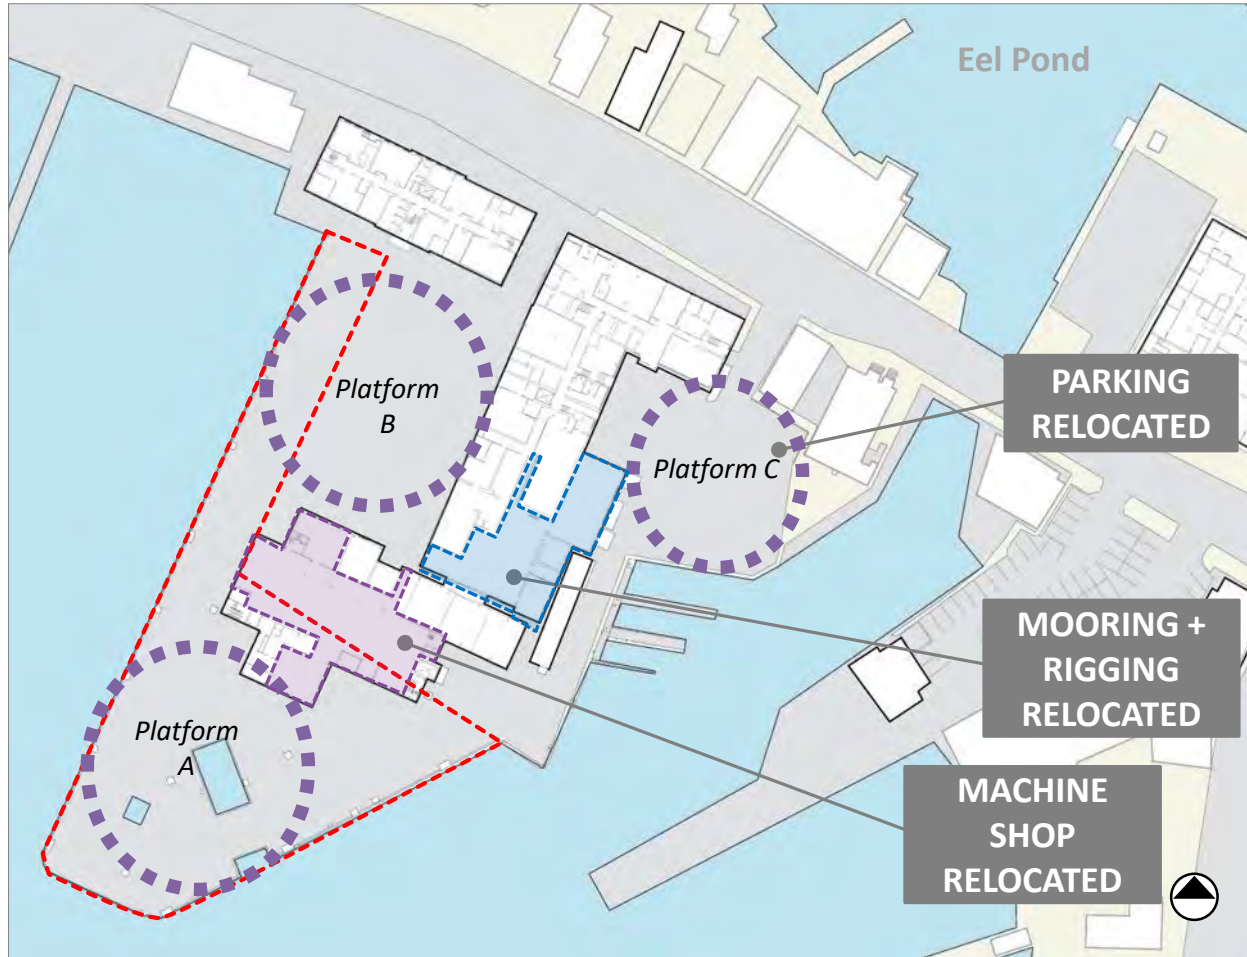 Eel Pond
PARKING
RELOCATED
Platform
B
Platform C
MOORING +
RIGGING
RELOCATED
Platform
A
MACHINE
SHOP
RELOCATED